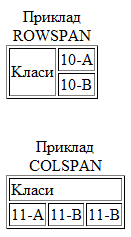 Приклад
ROWSPAN
Класи 10-А
10-В
Приклад
COLSPAN
Класи
11-А 11-В 11-В